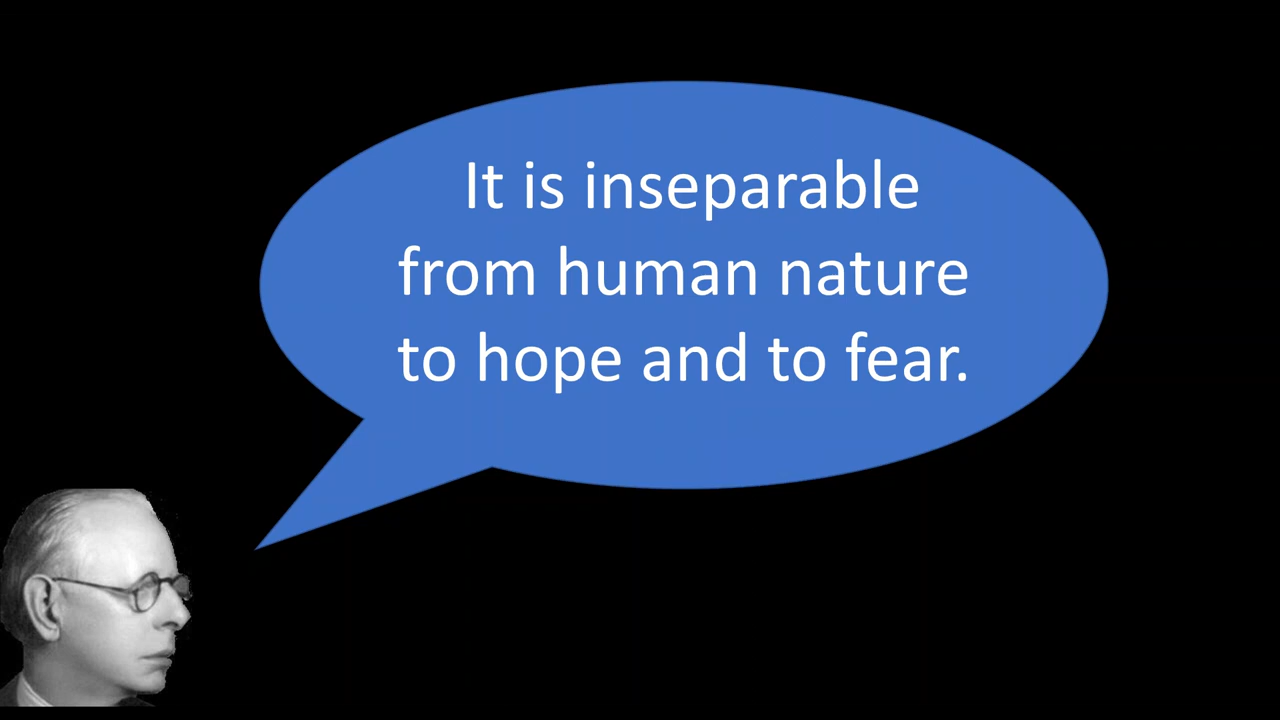 It is inseparable
from human nature
to hope and to fear.